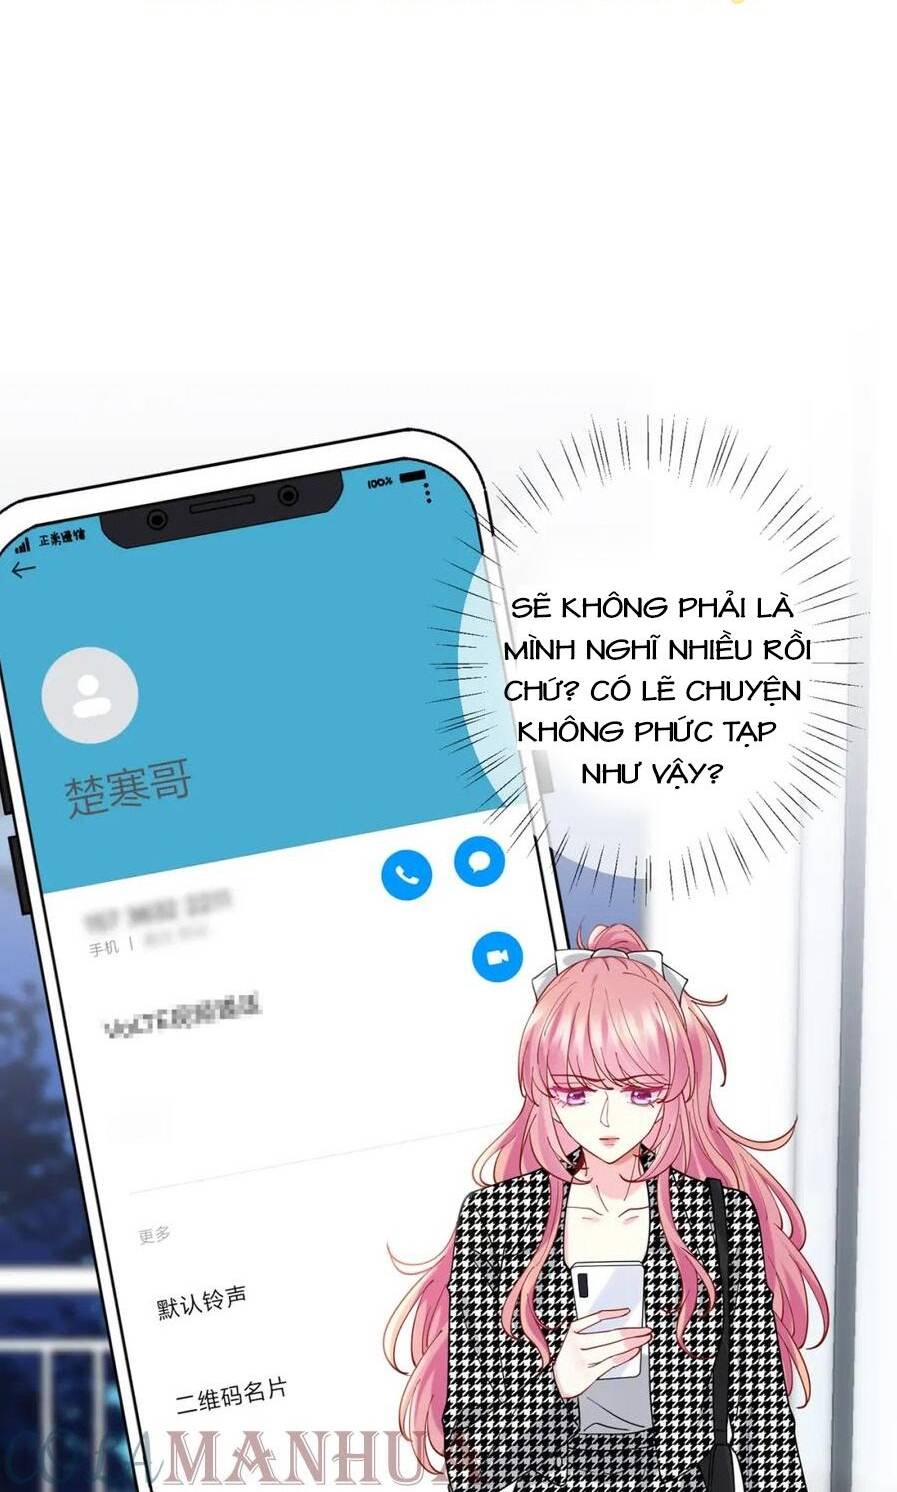 正常通信 100%
←
楚寒哥
SẼ KHÔNG PHẢI LÀ
MÌNH NGHĨ NHIỀU RỒI
CHỨ? CÓ LẼ CHUYỆN
KHÔNG PHỨC TẠP
NHƯ VẬY?
手机 |
更多
默认铃声
二维码名片
MANHUA